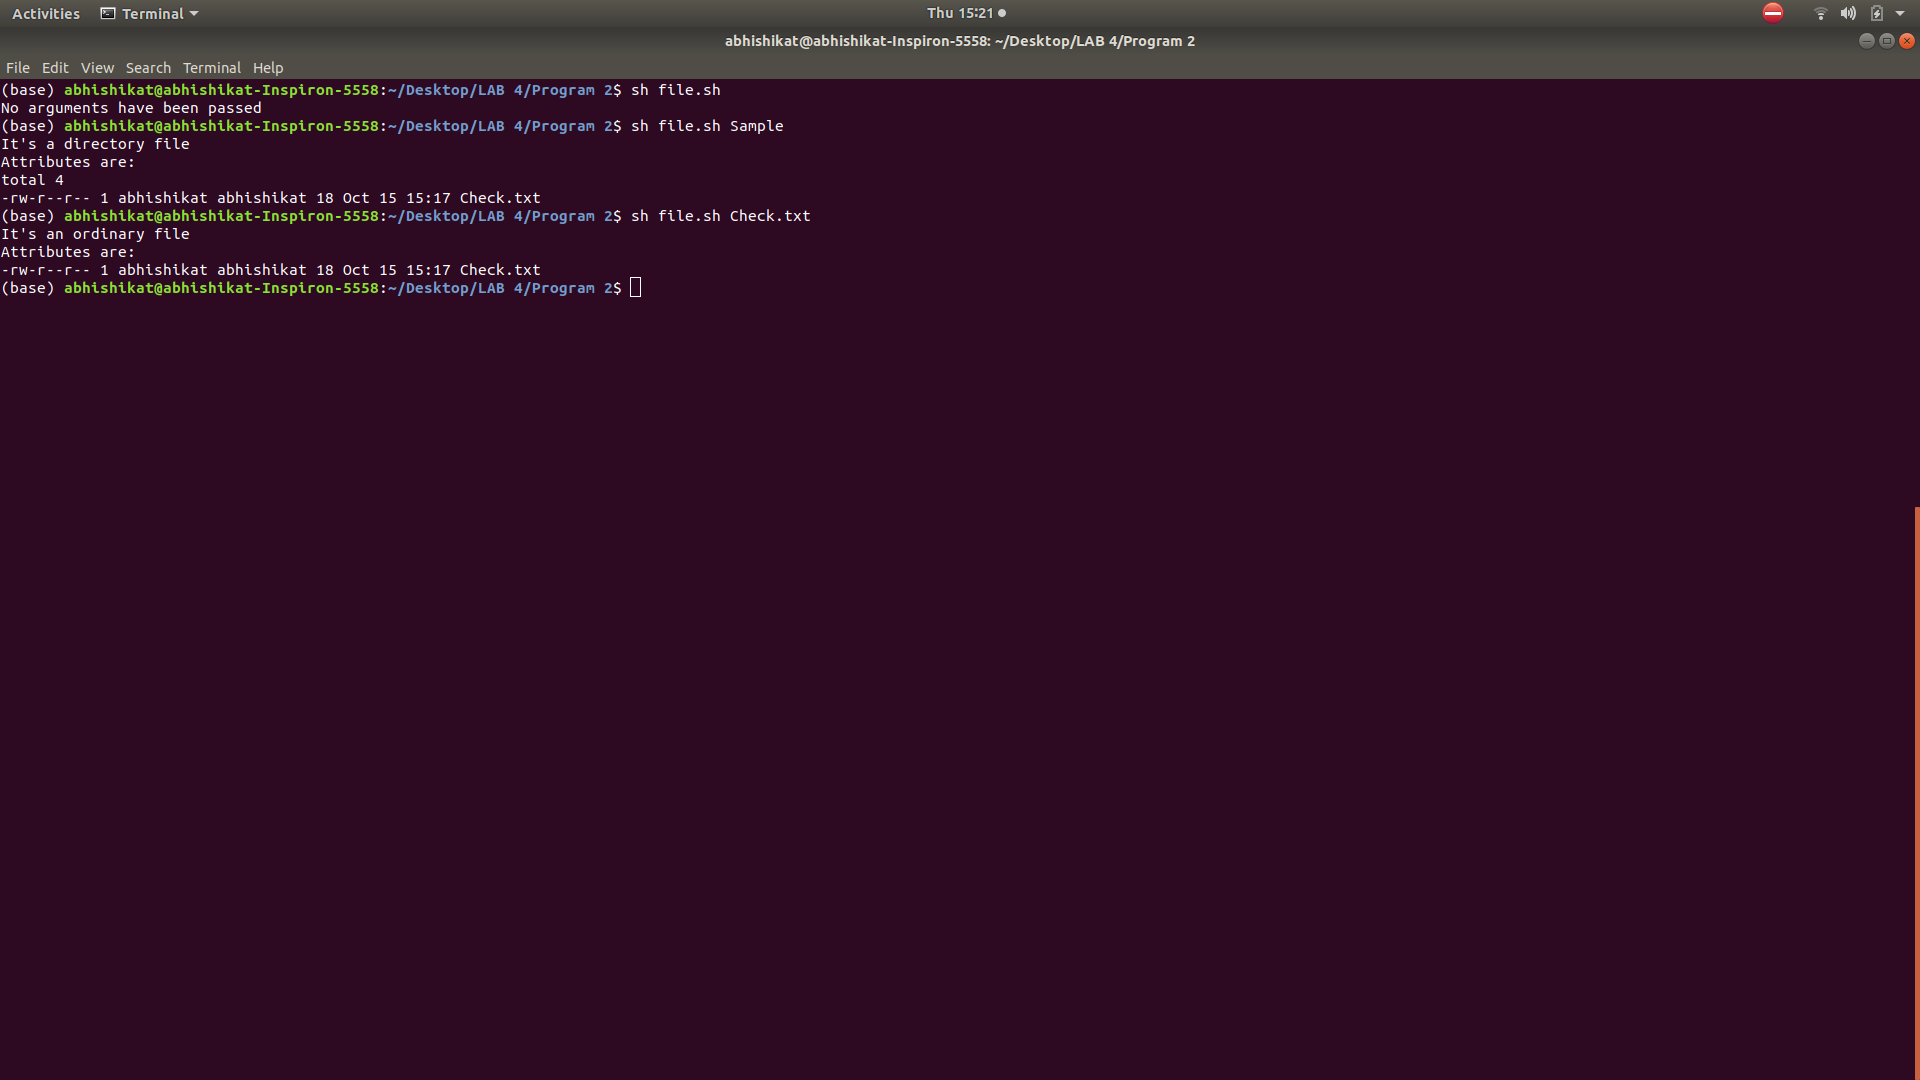 Activities Terminal Thu 15:21
abhishikat@abhishikat-Inspiron-5558: ~/Desktop/LAB 4/Program 2
File Edit View Search Terminal Help
(base) abhishikat@abhishikat-Inspiron-5558:~/Desktop/LAB 4/Program 2$ sh file.sh
No arguments have been passed
(base) abhishikat@abhishikat-Inspiron-5558:~/Desktop/LAB 4/Program 2$ sh file.sh Sample
It's a directory file
Attributes are:
total 4
-rw-r--r-- 1 abhishikat abhishikat 18 Oct 15 15:17 Check.txt
(base) abhishikat@abhishikat-Inspiron-5558:~/Desktop/LAB 4/Program 2$ sh file.sh Check.txt
It's an ordinary file
Attributes are:
-rw-r--r-- 1 abhishikat abhishikat 18 Oct 15 15:17 Check.txt
(base) abhishikat@abhishikat-Inspiron-5558:~/Desktop/LAB 4/Program 2$